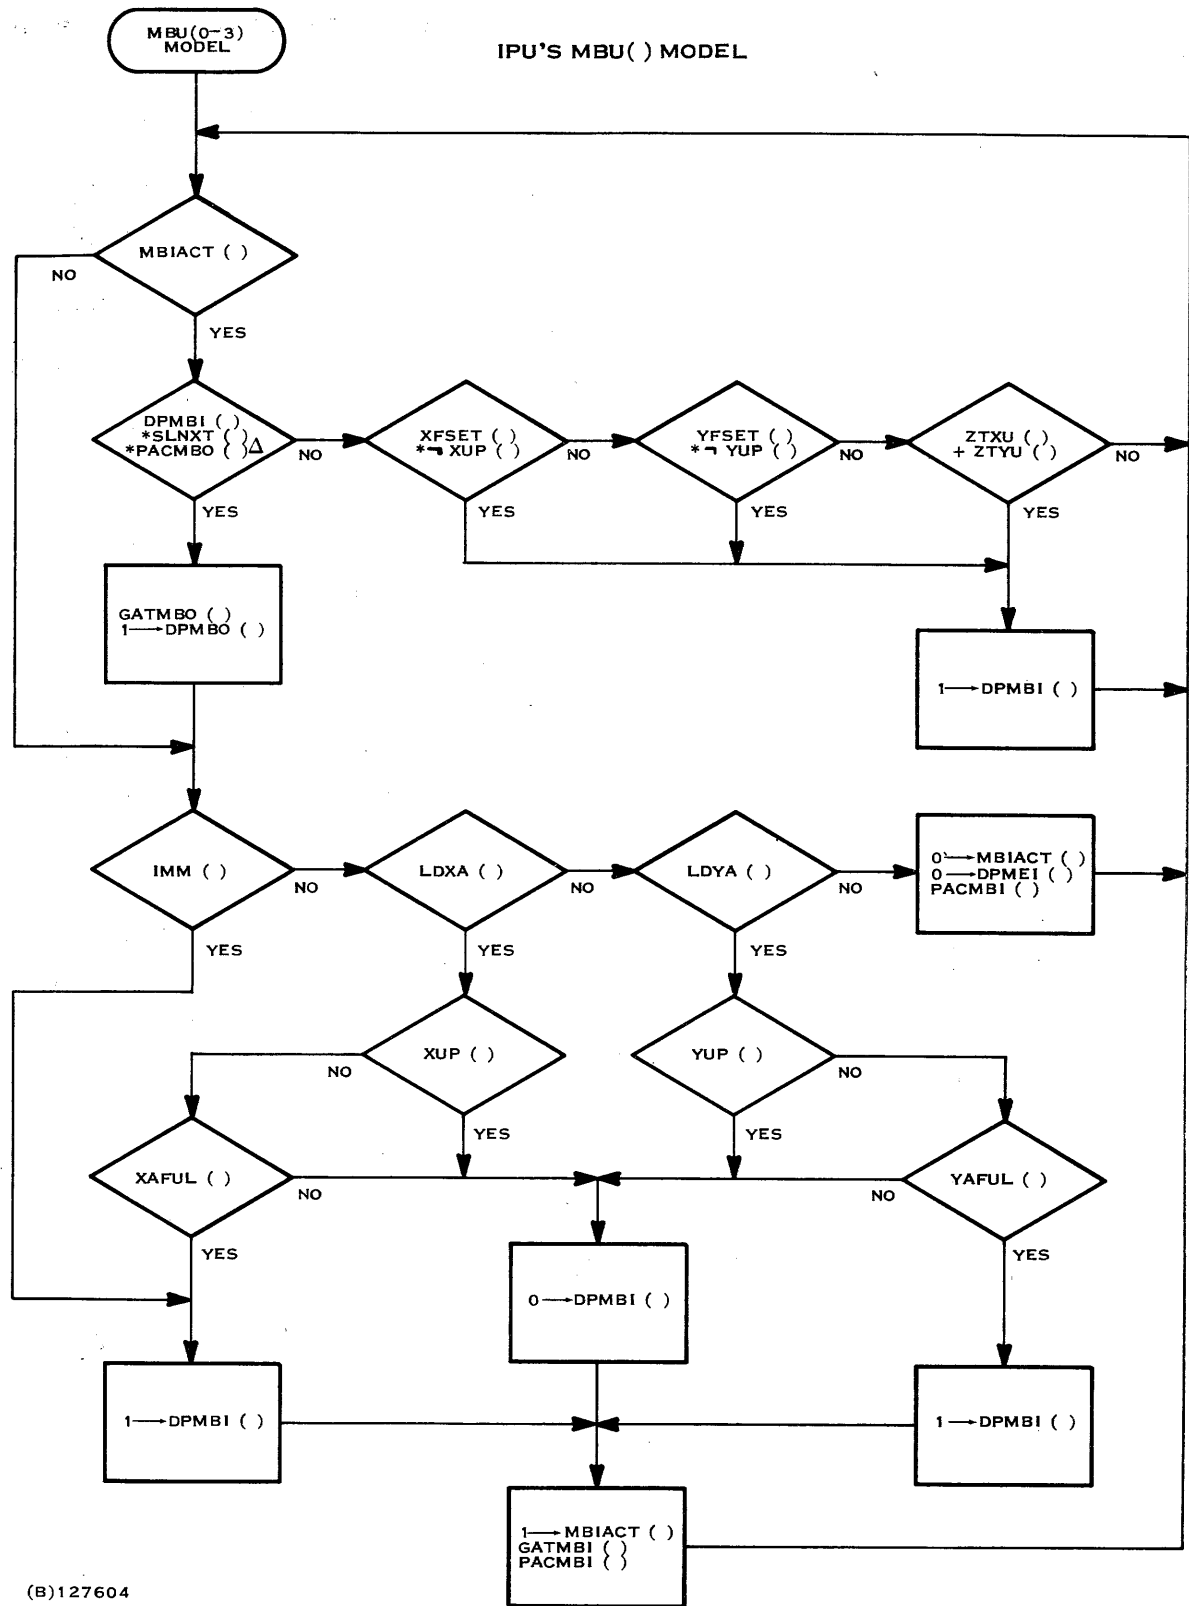 MBU(0-3)
MODEL
IPU'S MBU( ) MODEL
MBIACT ( )
NO
YES
DPMBI ( )
*SLNXT ( )
*PACMBO ( )Δ
NO
YES
XFSET ( )
*¬ XUP ( )
NO
YES
YFSET ( )
*¬ YUP ( )
NO
YES
ZTXU ( )
+ ZTYU ( )
NO
YES
GATMBO ( )
1→DPMBO ( )
1→DPMBI ( )
IMM ( )
NO
YES
LDXA ( )
NO
YES
LDYA ( )
NO
YES
0→MBIACT ( )
0→DPMEI ( )
PACMBI ( )
XUP ( )
NO
YES
YUP ( )
NO
YES
XAFUL ( )
NO
YES
YAFUL ( )
NO
YES
0→DPMBI ( )
1→DPMBI ( )
1→DPMBI ( )
1→MBIACT ( )
GATMBI ( )
PACMBI ( )
(B)127604